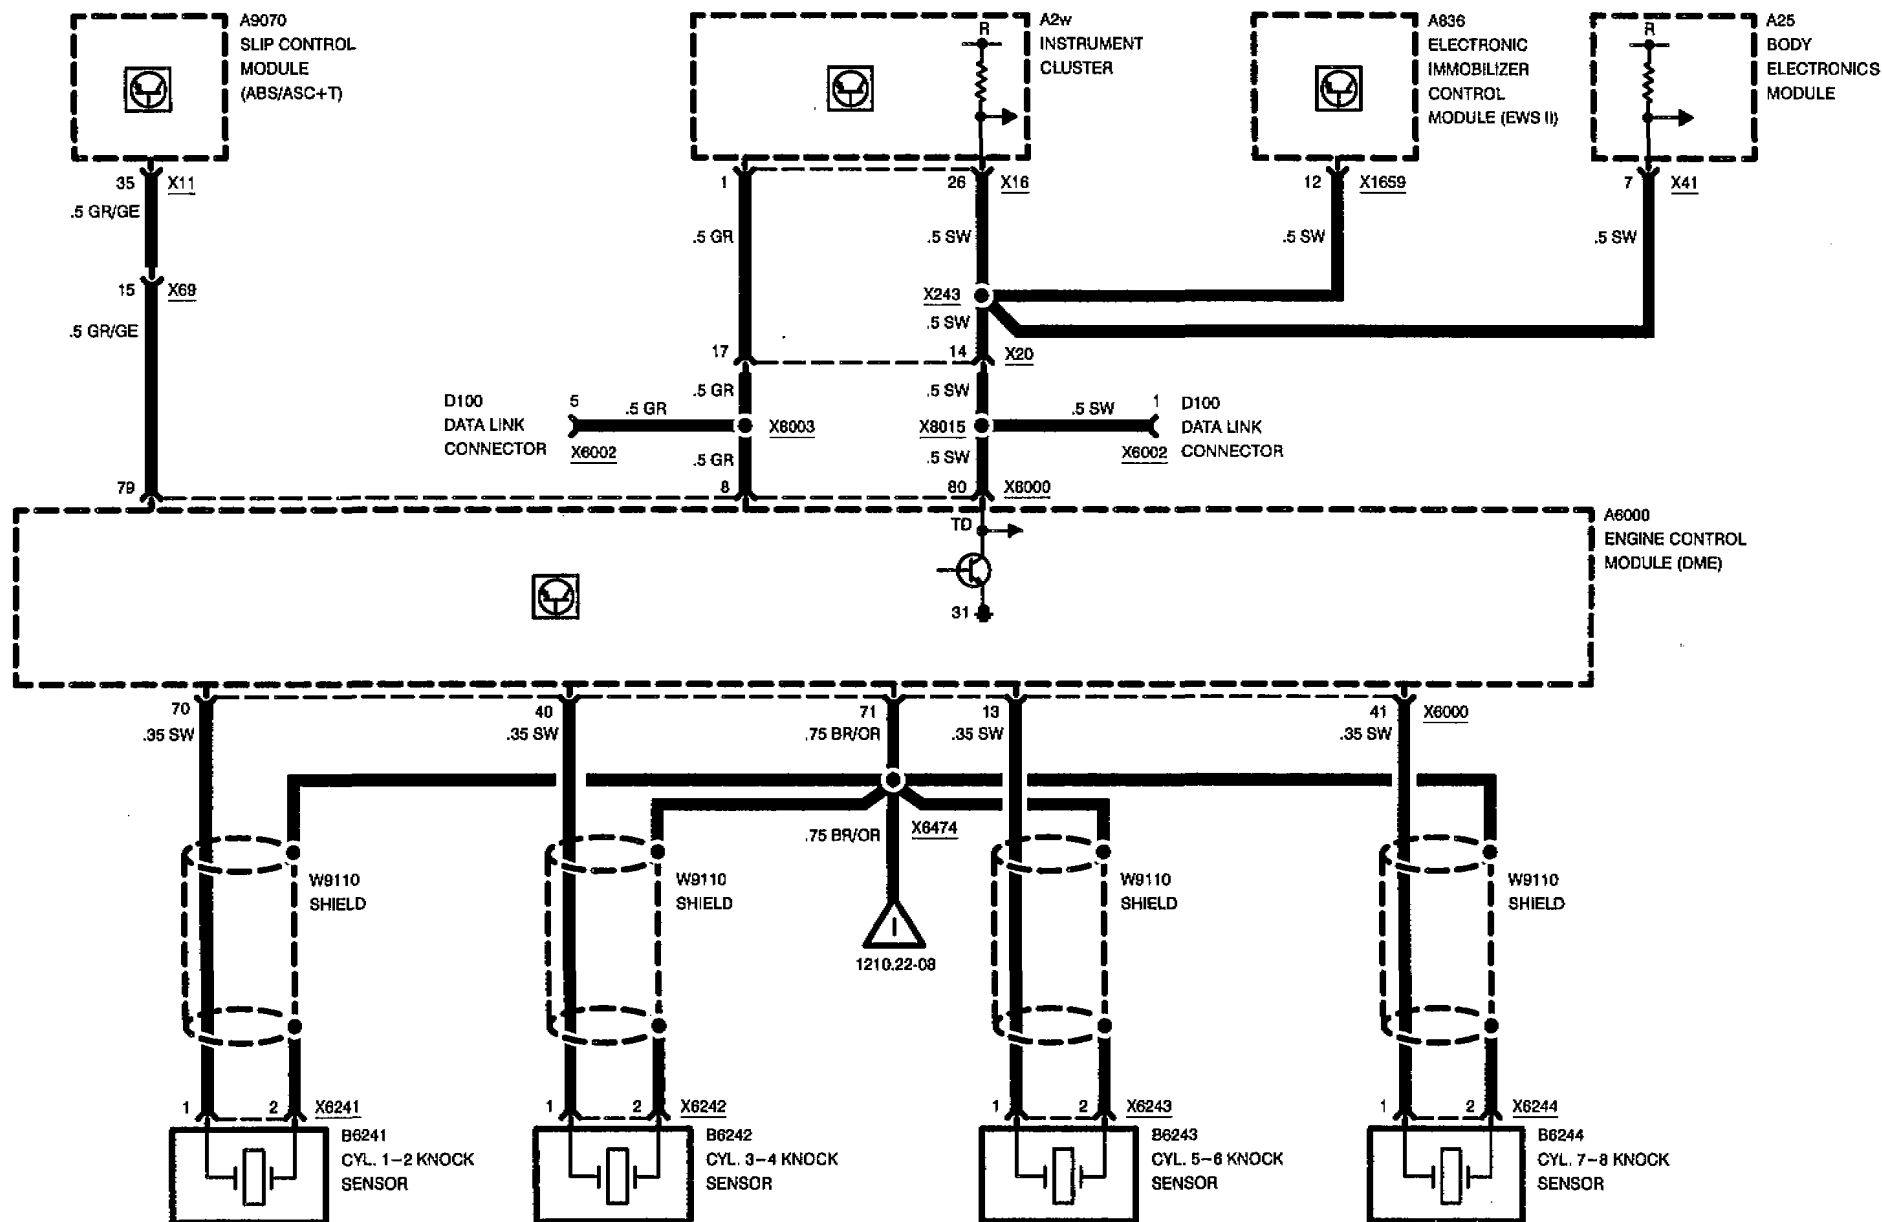 A9070
SLIP CONTROL
MODULE
(ABS/ASC+T)
R
A2w
INSTRUMENT
CLUSTER
A836
ELECTRONIC
IMMOBILIZER
CONTROL
MODULE (EWS II)
R
A25
BODY
ELECTRONICS
MODULE
35 X11
1
26 X16
12 X1659
7 X41
.5 GR/GE
.5 GR
.5 SW
.5 SW
.5 SW
15 X69
X243
.5 GR/GE
.5 SW
17
14 X20
.5 GR
.5 SW
D100
DATA LINK
CONNECTOR
5
.5 GR
X6002
X8003
X8015
.5 SW
1
X6002
D100
DATA LINK
CONNECTOR
.5 GR
.5 SW
79
8
80 X6000
TD
31
A6000
ENGINE CONTROL
MODULE (DME)
70
40
71
13
41 X6000
.35 SW
.35 SW
.75 BR/OR
.35 SW
.35 SW
.75 BR/OR
X6474
W9110
SHIELD
W9110
SHIELD
W9110
SHIELD
W9110
SHIELD
I
1210.22-08
1 2 X6241
1 2 X6242
1 2 X6243
1 2 X6244
B6241
CYL. 1-2 KNOCK
SENSOR
B6242
CYL. 3-4 KNOCK
SENSOR
B6243
CYL. 5-6 KNOCK
SENSOR
B6244
CYL. 7-8 KNOCK
SENSOR